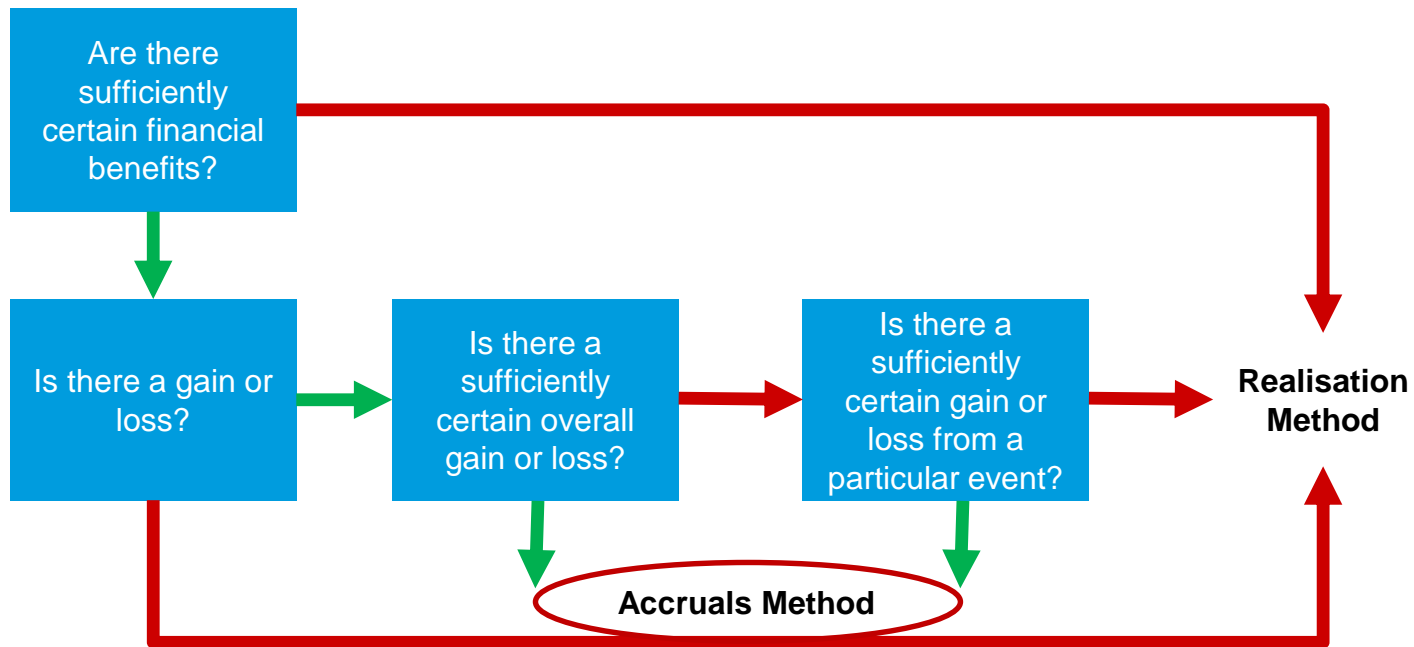 Are there
sufficiently
certain financial
benefits?
Is there a gain or
loss?
Is there a
sufficiently
certain overall
gain or loss?
Is there a
sufficiently
certain gain or
loss from a
particular event?
Realisation
Method
Accruals Method